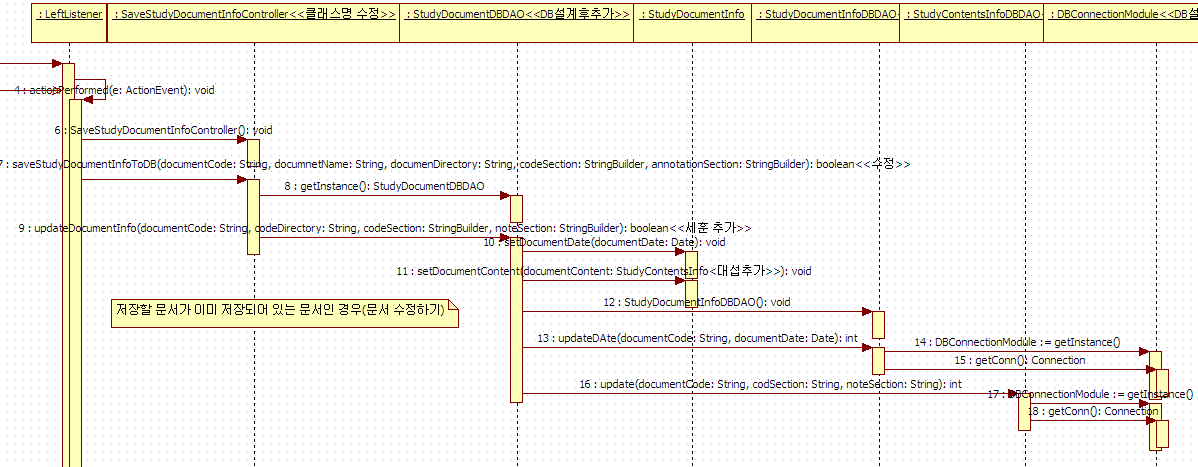 : LeftListener
: SaveStudyDocumentInfoController<<클래스명 수정>>
: StudyDocumentDBDAO<<DB설계후추가>>
: StudyDocumentInfo
: StudyDocumentInfoDBDAO
: StudyContentsInfoDBDAO
: DBConnectionModule<<DB설
4 : actionPerformed(e: ActionEvent): void
6 : SaveStudyDocumentInfoController(): void
7 : saveStudyDocumentInfoToDB(documentCode: String, documnetName: String, documenDirectory: String, codeSection: StringBuilder, annotationSection: StringBuilder): boolean<<수정>>
8 : getInstance(): StudyDocumentDBDAO
9 : updateDocumentInfo(documentCode: String, codeDirectory: String, codeSection: StringBuilder, noteSection: StringBuilder): boolean<<세훈 추가>>
10 : setDocumentDate(documentDate: Date): void
11 : setDocumentContent(documentContent: StudyContentsInfo<대섭추가>>): void
저장할 문서가 이미 저장되어 있는 문서인 경우(문서 수정하기)
12 : StudyDocumentInfoDBDAO(): void
13 : updateDAte(documentCode: String, documentDate: Date): int
14 : DBConnectionModule := getInstance()
15 : getConn(): Connection
16 : update(documentCode: String, codSection: String, noteSection: String): int
17 : DBConnectionModule := getInstance()
18 : getConn(): Connection